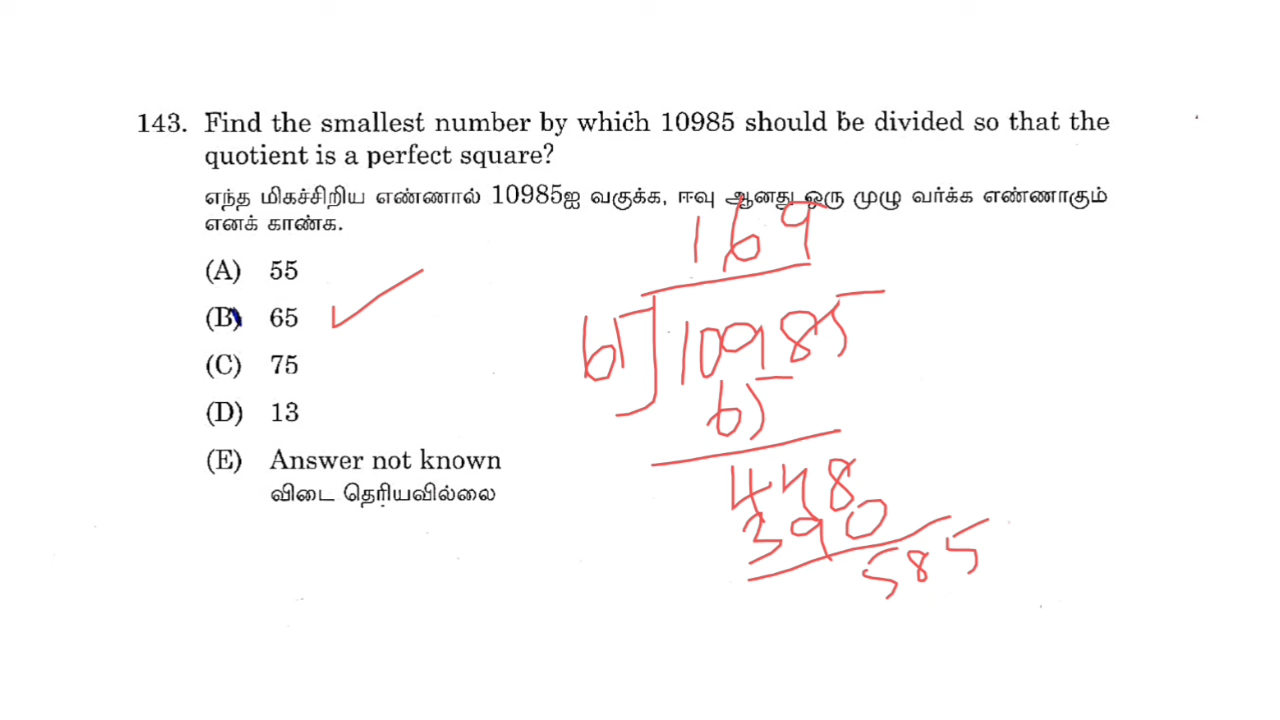 143. Find the smallest number by which 10985 should be divided so that the
quotient is a perfect square?
எந்த மிகச்சிறிய எண்ணால் 10985ஐ வகுக்க, ஈவு ஆனது ஒரு முழு வர்க்க எண்ணாகும்
எனக் காண்க.
(A) 55
(B) 65
(C) 75
(D) 13
(E) Answer not known
விடை தெரியவில்லை
169
65 10985
65
448
390
585